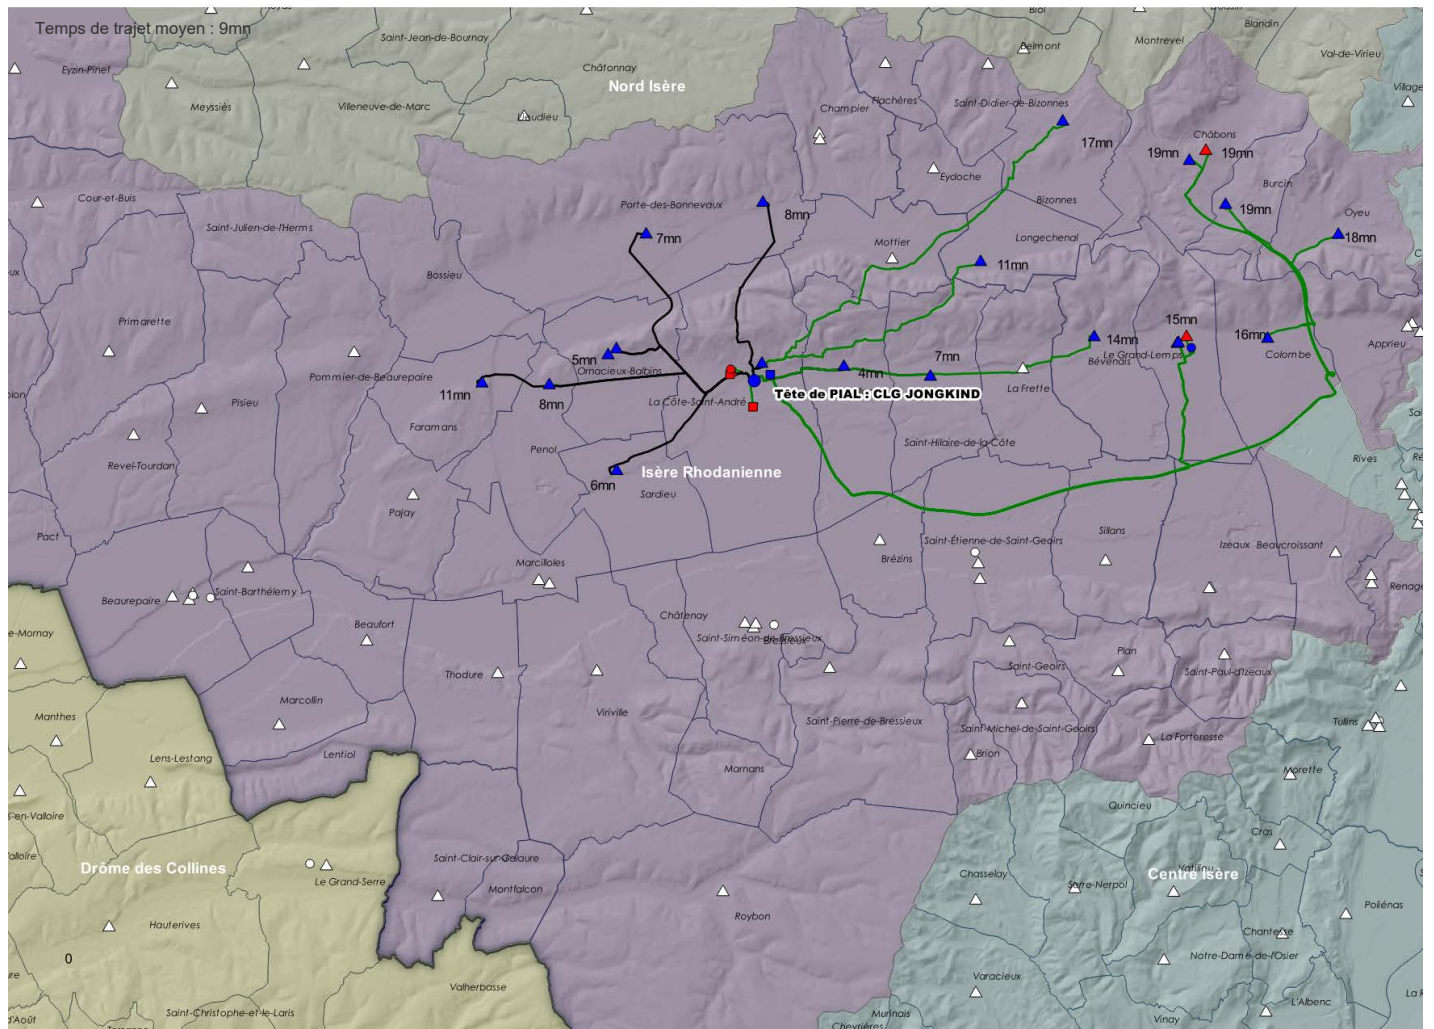 Temps de trajet moyen : 9mn
Saint-Jean-de-Bournay
Belmont
Montrevel
Blandin
Val-de-Virieu
Eyzin-Pinet
Châtonnay
Nord Isère
Meyssiès
Villeneuve-de-Marc
Lieudieu
Champier
Flachères
Saint-Didier-de-Bizonnes
17mn
Châbons
19mn
19mn
Eydoche
Burcin
Cour-et-Buis
Porte-des-Bonnevaux
8mn
Bizonnes
19mn
Oyeu
Saint-Julien-de-l'Herms
7mn
Mottier
Longechenal
18mn
Bossieu
11mn
Primarette
15mn
16mn
14mn
Apprieu
5mn
Ornacieux-Balbins
7mn
Bévenais
Le Grand-Lemps
Colombe
Pommier-de-Beaurepaire
4mn
La Frette
11mn
8mn
La Côte-Saint-André
Tête de PIAL : CLG JONGKIND
Pisieu
Faramans
Penol
Saint-Hilaire-de-la-Côte
Revel-Tourdan
Isère Rhodanienne
Rives
6mn
Sardieu
Pajay
Pact
Marcilloles
Brézins
Saint-Étienne-de-Saint-Geoirs
Sillans
Izeaux
Beaucroissant
Beaurepaire
Saint-Barthélemy
Renage
Beaufort
Châtenay
Saint-Siméon-de-Bressieux
Bressieux
Plan
Saint-Geoirs
Saint-Paul-d'Izeaux
Thodure
Marcollin
Viriville
Manthes
Saint-Pierre-de-Bressieux
Saint-Michel-de-Saint-Geoirs
La Forteresse
Tullins
Lens-Lestang
Lentiol
Brion
Marnans
Morette
Quincieu
Cras
Drôme des Collines
Saint-Clair-sur-Galaure
Le Grand-Serre
Montfalcon
Chasselay
Serre-Nerpol
Vatilieu
Centre Isère
Roybon
Poliénas
Hauterives
Chantesse
0
Notre-Dame-de-l'Osier
Varacieux
Valherbasse
L'Albenc
Saint-Christophe-et-le-Laris
Murinais
Vinay
Chevrières